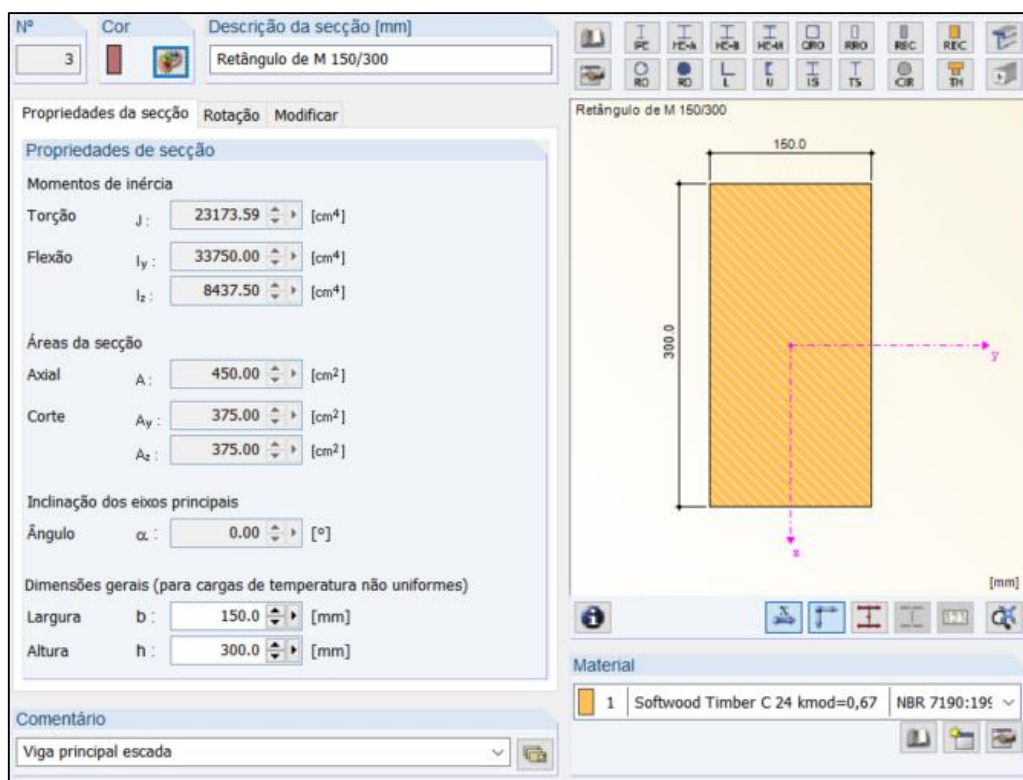 Nº
Cor
Descrição da secção [mm]
3
Retângulo de M 150/300
Propriedades da secção Rotação Modificar
Propriedades de secção
Momentos de inércia
Torção J : 23173.59 [cm⁴]
Flexão Iy : 33750.00 [cm⁴]
Iz : 8437.50 [cm⁴]
Áreas da secção
Axial A : 450.00 [cm²]
Corte Ay : 375.00 [cm²]
Az : 375.00 [cm²]
Inclinação dos eixos principais
Ângulo α : 0.00 [°]
Dimensões gerais (para cargas de temperatura não uniformes)
Largura b : 150.0 [mm]
Altura h : 300.0 [mm]
Comentário
Viga principal escada
IPE HE-A HE-B HE-M QRO RRO REC REC
RO RD L U IS TS CIR TH
Retângulo de M 150/300
150.0
300.0
y
z
[mm]
Material
1 Softwood Timber C 24 kmod=0,67 NBR 7190:199